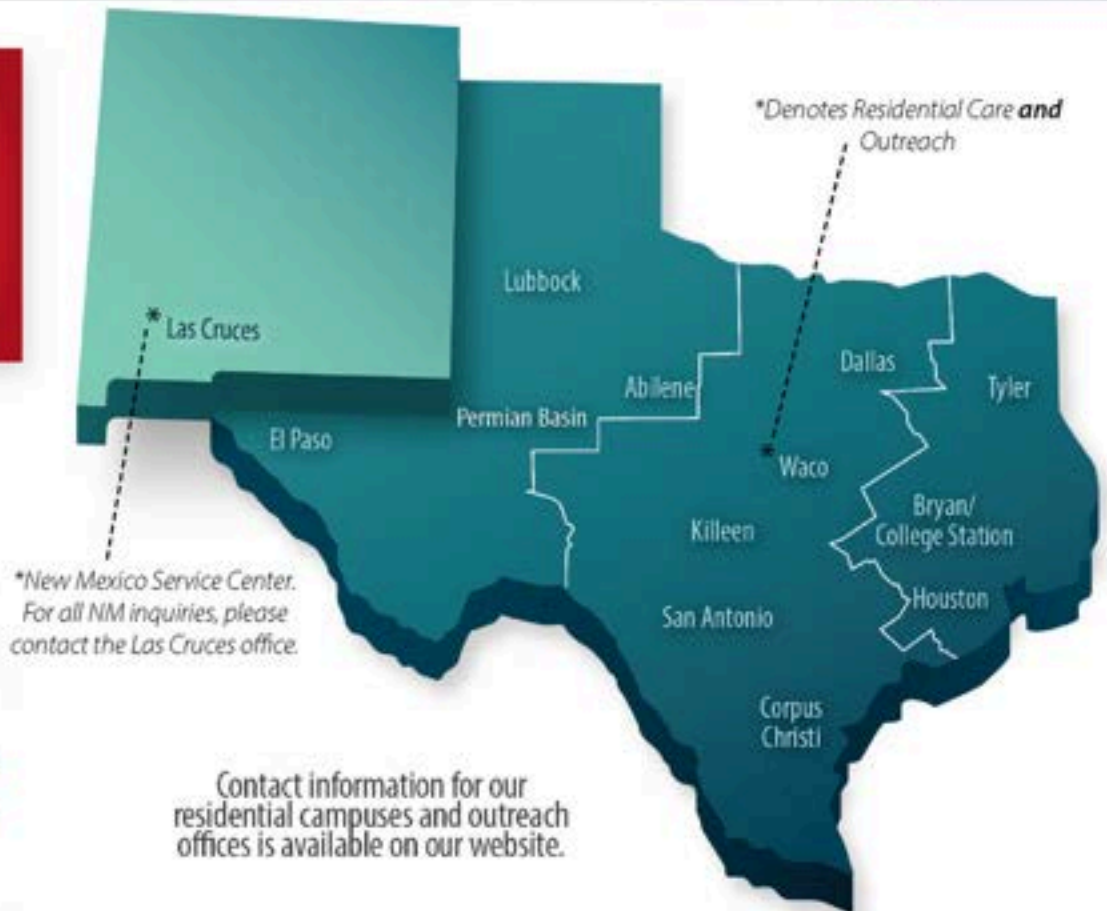 *Denotes Residential Care and
Outreach
Lubbock
* Las Cruces
Dallas
Abilene
Tyler
Permian Basin
El Paso
* Waco
Bryan/
College Station
Killeen
*New Mexico Service Center.
For all NM inquiries, please
contact the Las Cruces office.
Houston
San Antonio
Corpus
Christi
Contact information for our
residential campuses and outreach
offices is available on our website.